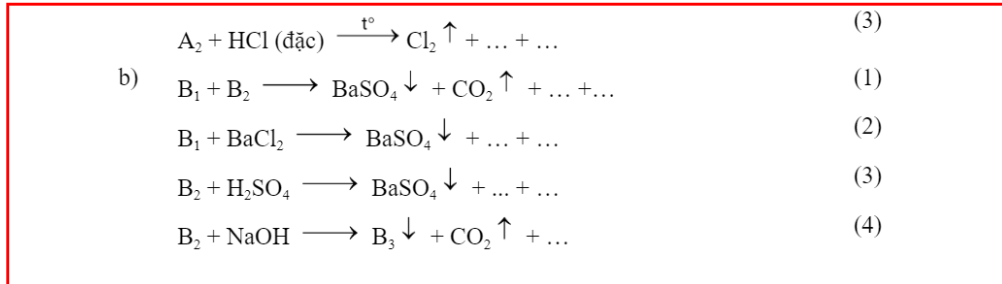 (3)
A₂ + HCl (đặc) —t°→ Cl₂ ↑ + … + …
b) B₁ + B₂ ⟶ BaSO₄ ↓ + CO₂ ↑ + … +… (1)
B₁ + BaCl₂ ⟶ BaSO₄ ↓ + … + … (2)
B₂ + H₂SO₄ ⟶ BaSO₄ ↓ + ... + … (3)
B₂ + NaOH ⟶ B₃ ↓ + CO₂ ↑ + … (4)